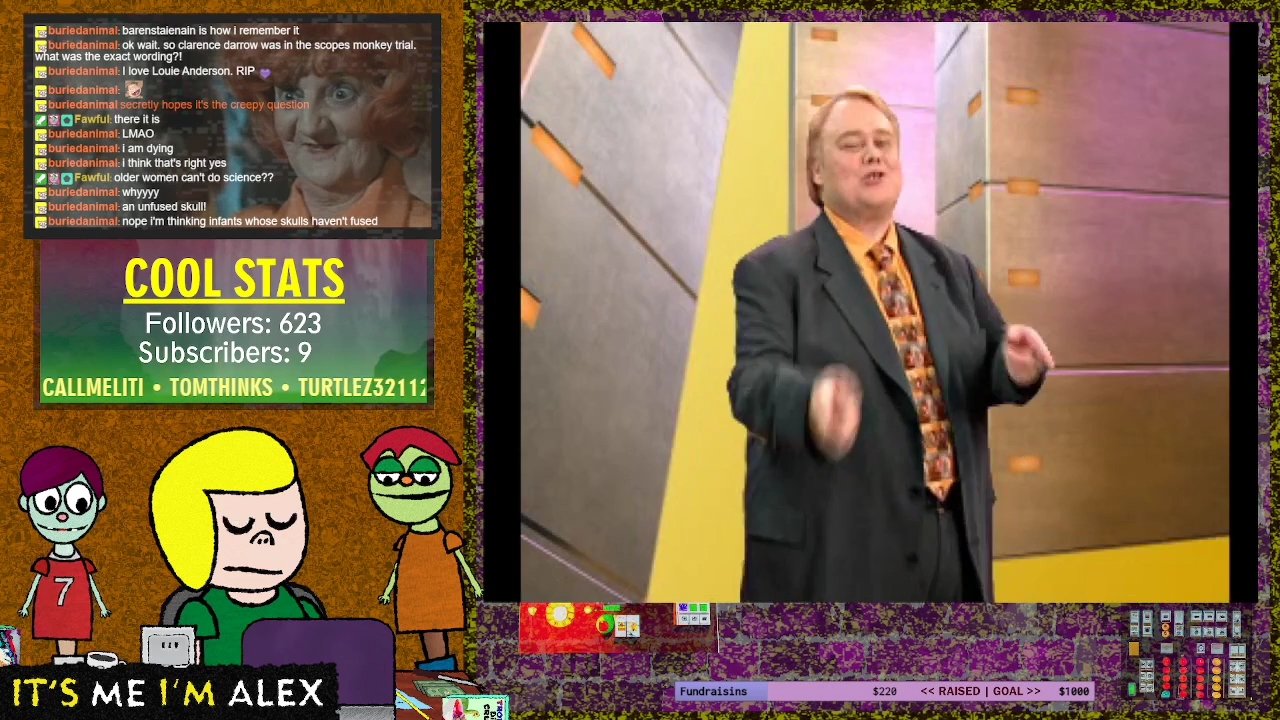 buriedanimal: barenstaienain is how I remember it
buriedanimal: ok wait. so clarence darrow was in the scopes monkey trial.
what was the exact wording?!
buriedanimal: I love Louie Anderson. RIP
buriedanimal:
buriedanimal secretly hopes it's the creepy question
Fawful: there it is
buriedanimal: LMAO
buriedanimal: i am dying
buriedanimal: i think that's right yes
Fawful: older women can't do science??
buriedanimal: whyyyy
buriedanimal: an unfused skull!
buriedanimal: nope i'm thinking infants whose skulls haven't fused
COOL STATS
Followers: 623
Subscribers: 9
CALLMELITI • TOMTHINKS • TURTLEZ32112
7
IT'S ME I'M ALEX
Fundraisins $220 << RAISED | GOAL >> $1000